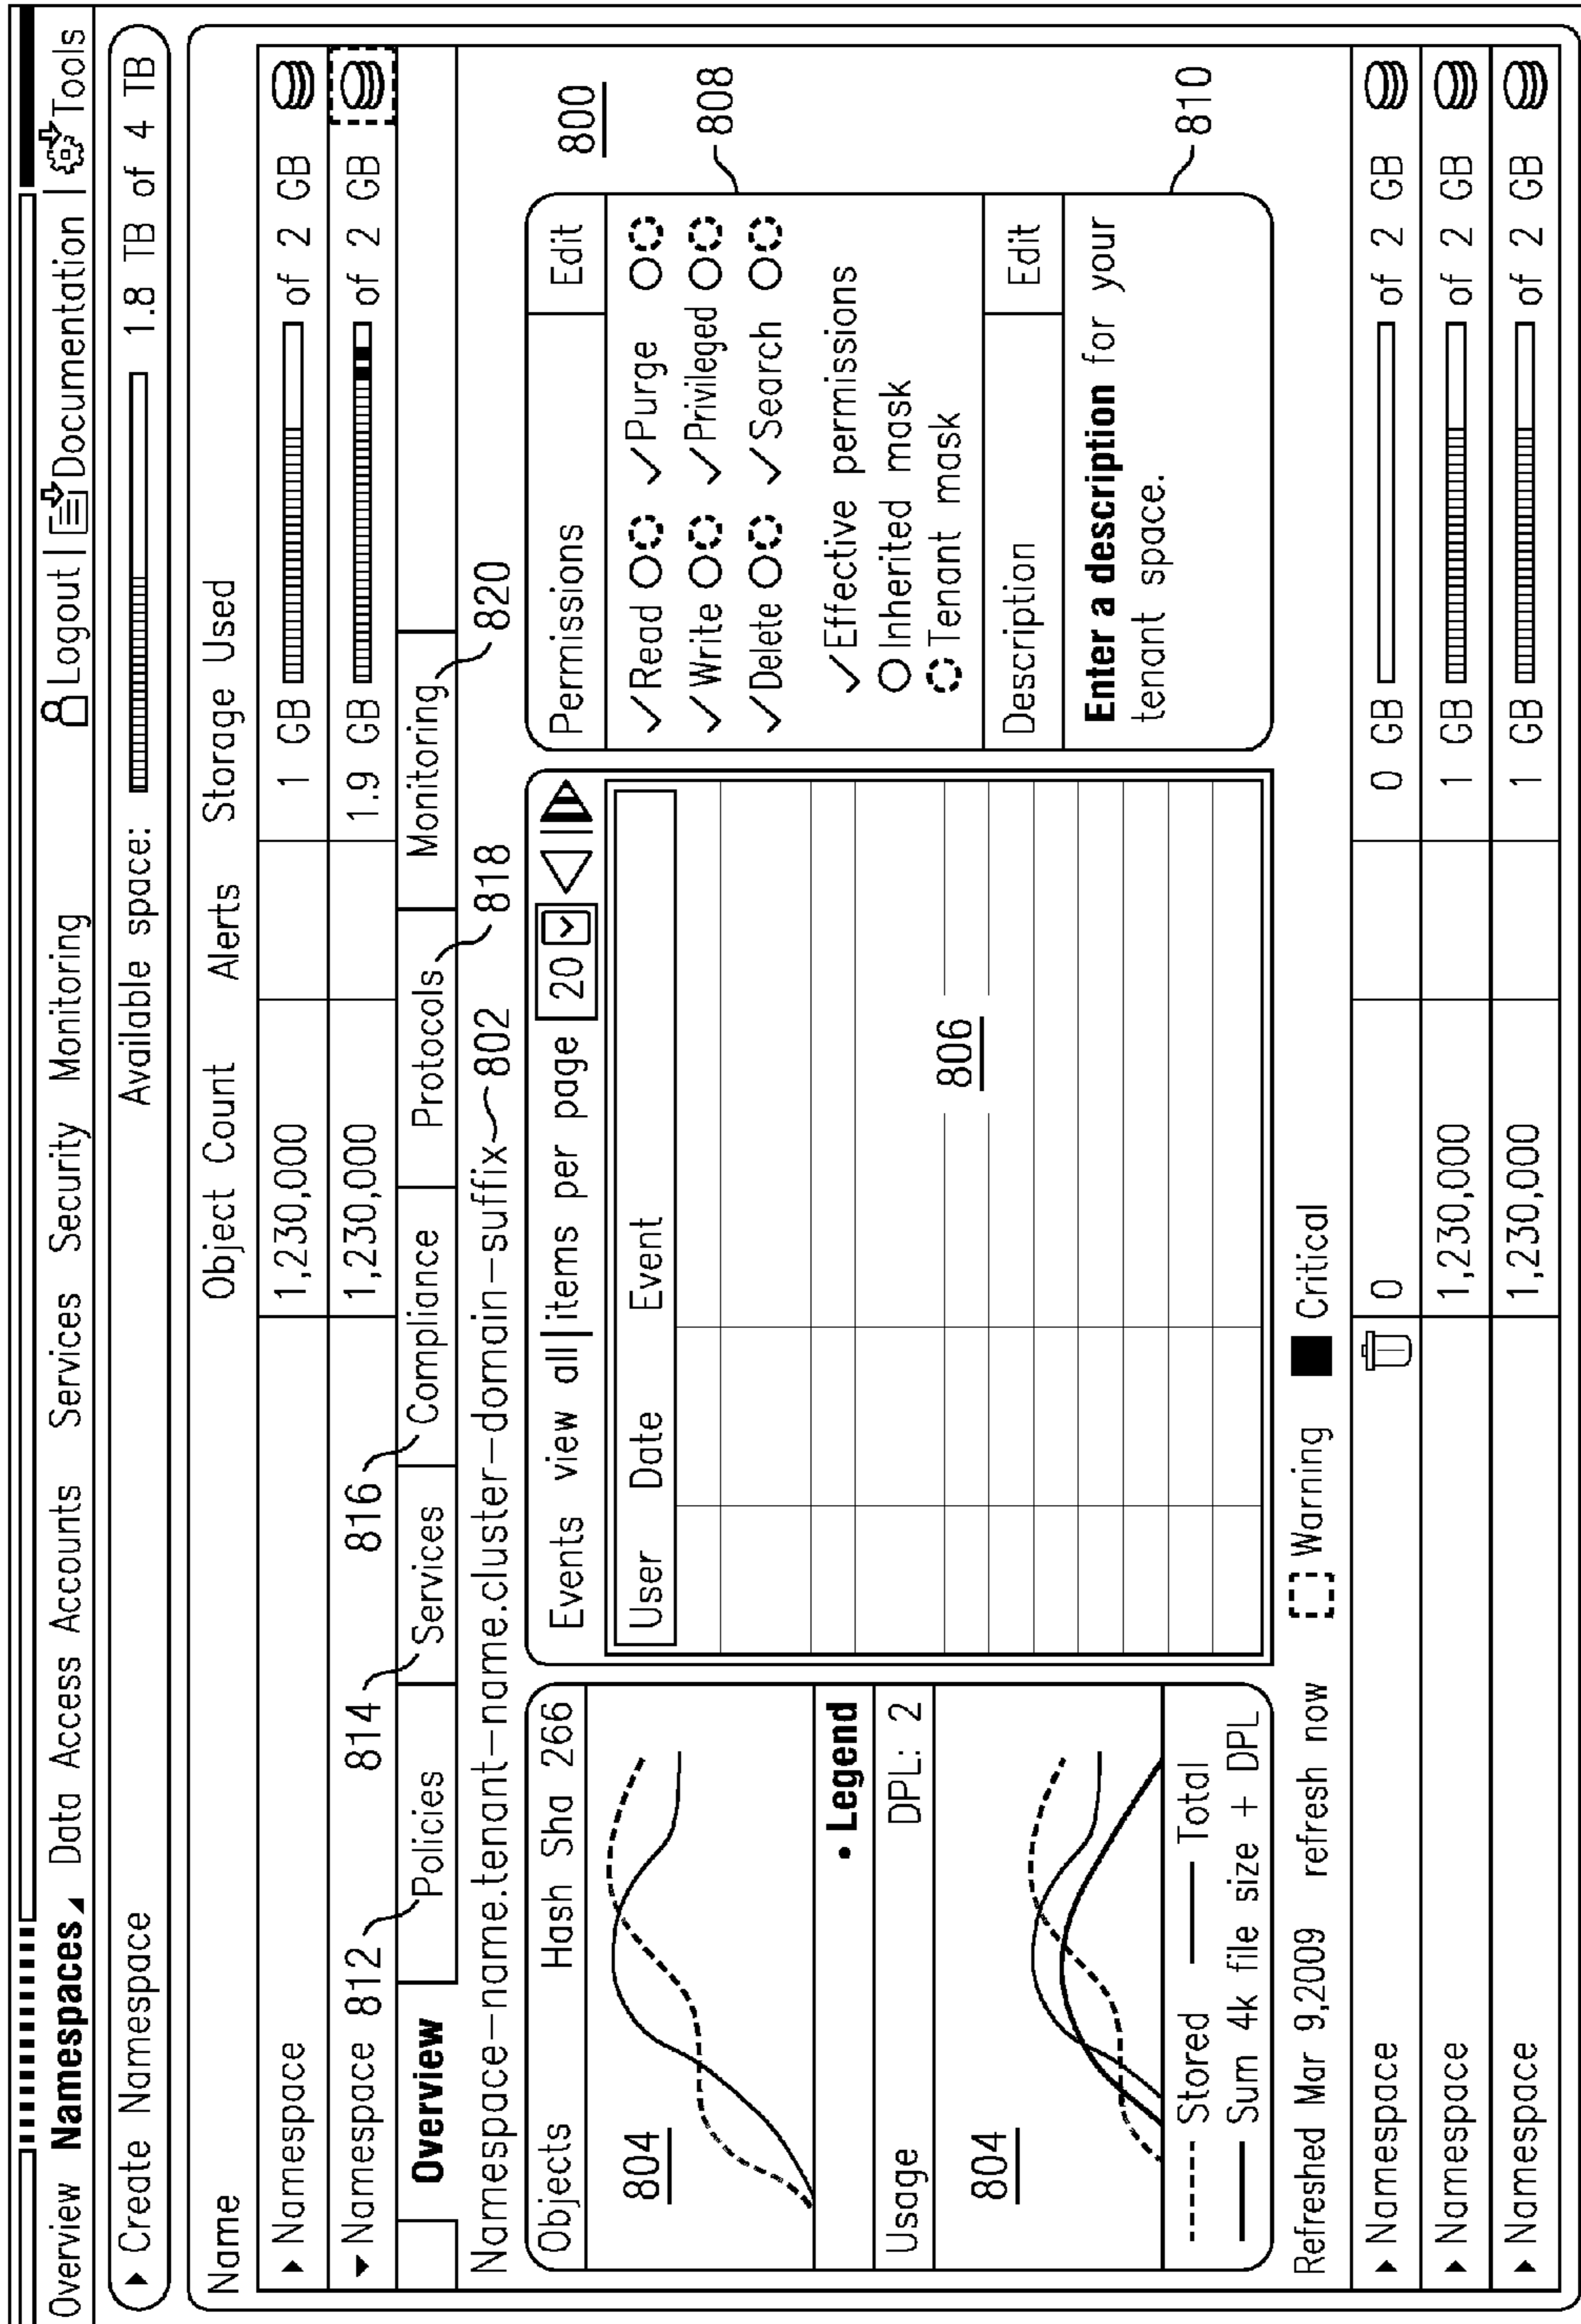 Overview Namespaces Data Access Accounts Services Security Monitoring Logout | Documentation | Tools
Create Namespace Available space: 1.8 TB of 4 TB
Name Object Count Alerts Storage Used
Namespace 1,230,000 1 GB of 2 GB
Namespace 1,230,000 1.9 GB of 2 GB
812 814 816
Overview Policies Services Compliance Protocols Monitoring
818 820
Namespace-name.tenant-name.cluster-domain-suffix 802
800
Objects Hash Sha 266
804
• Legend
Usage DPL: 2
804
Stored Total
Sum 4k file size + DPL
Events view all | items per page 20
User Date Event
806
Permissions Edit
✓Read ✓Purge
✓Write ✓Privileged
✓Delete ✓Search
808
✓Effective permissions
Inherited mask
Tenant mask
Description Edit
Enter a description for your
tenant space.
810
Refreshed Mar 9,2009 refresh now Warning Critical
Namespace 0 0 GB of 2 GB
Namespace 1,230,000 1 GB of 2 GB
Namespace 1,230,000 1 GB of 2 GB